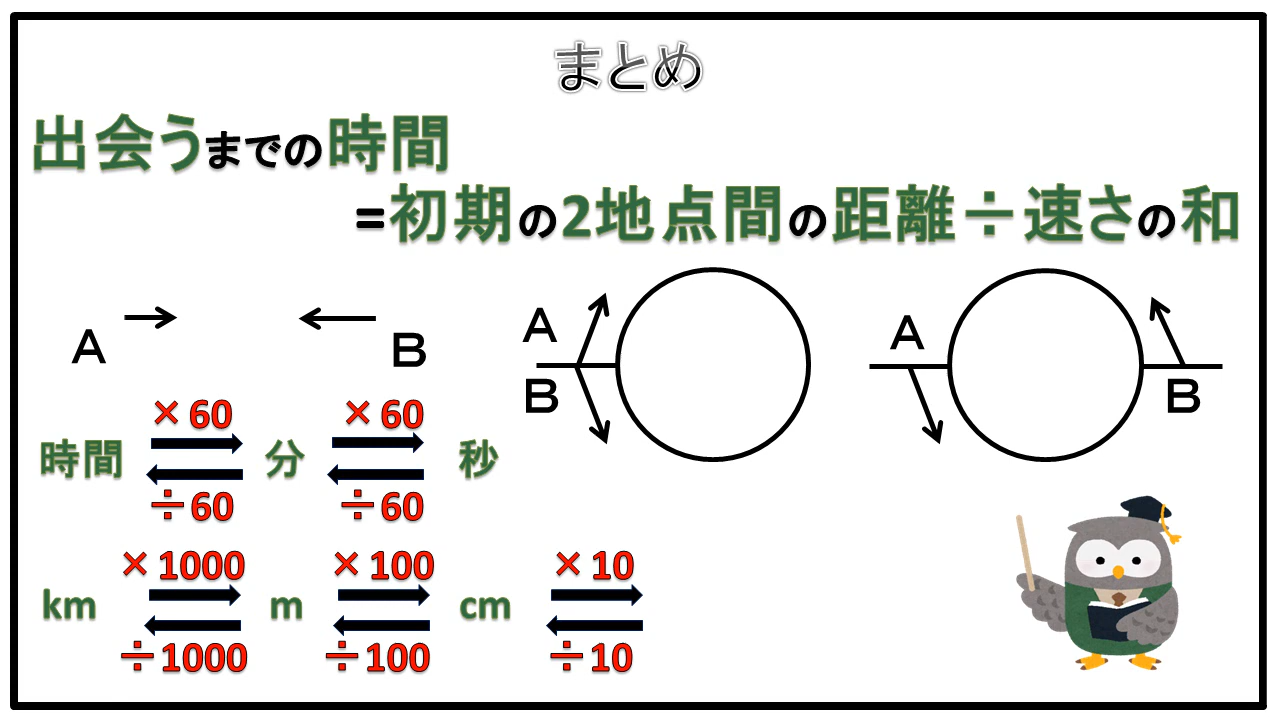 まとめ
出会うまでの時間
=初期の2地点間の距離÷速さの和
A
B
A
B
A
B
×60 ×60
時間 分 秒
÷60 ÷60
×1000 ×100 ×10
km m cm
÷1000 ÷100 ÷10